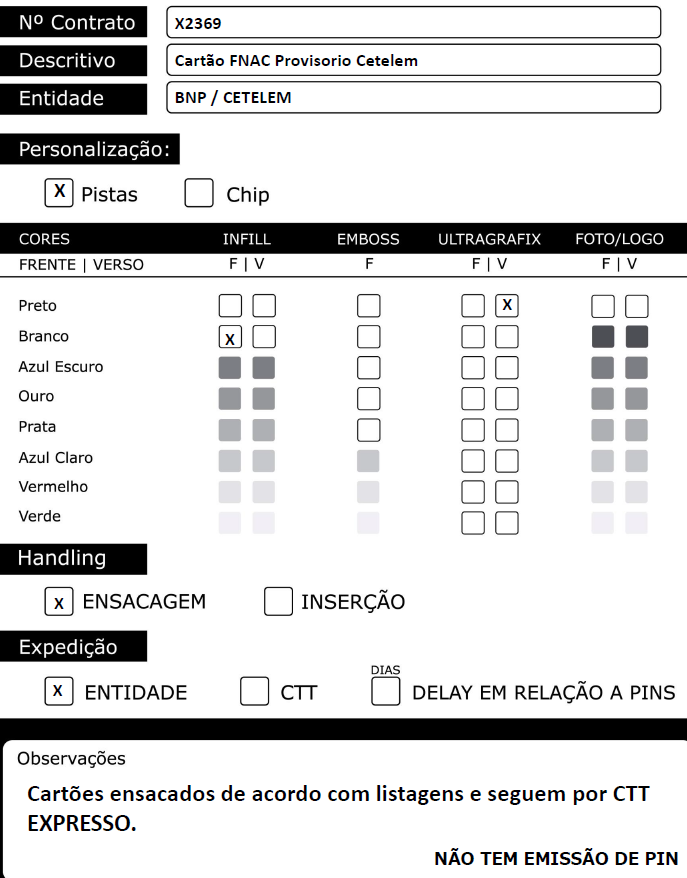 Nº Contrato X2369
Descritivo Cartão FNAC Provisorio Cetelem
Entidade BNP / CETELEM
Personalização:
X Pistas Chip
CORES INFILL EMBOSS ULTRAGRAFIX FOTO/LOGO
FRENTE | VERSO F | V F F | V F | V
Preto X
Branco X
Azul Escuro
Ouro
Prata
Azul Claro
Vermelho
Verde
Handling
X ENSACAGEM INSERÇÃO
Expedição
DIAS
X ENTIDADE CTT DELAY EM RELAÇÃO A PINS
Observações
Cartões ensacados de acordo com listagens e seguem por CTT
EXPRESSO.
NÃO TEM EMISSÃO DE PIN